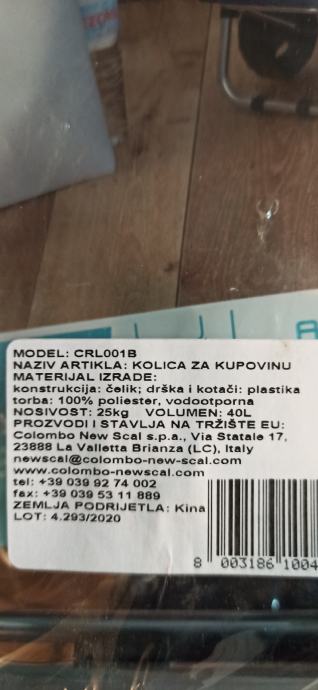 MODEL: CRL001B
NAZIV ARTIKLA: KOLICA ZA KUPOVINU
MATERIJAL IZRADE:
konstrukcija: čelik; drška i kotači: plastika
torba: 100% poliester, vodootporna
NOSIVOST: 25kg VOLUMEN: 40L
PROZVODI I STAVLJA NA TRŽIŠTE EU:
Colombo New Scal s.p.a., Via Statale 17,
23888 La Valletta Brianza (LC), Italy
newscal@colombo-new-scal.com
www.colombo-newscal.com
tel: +39 039 92 74 002
fax: +39 039 53 11 889
ZEMLJA PODRIJETLA: Kina
LOT: 4.293/2020
8 003186 1004